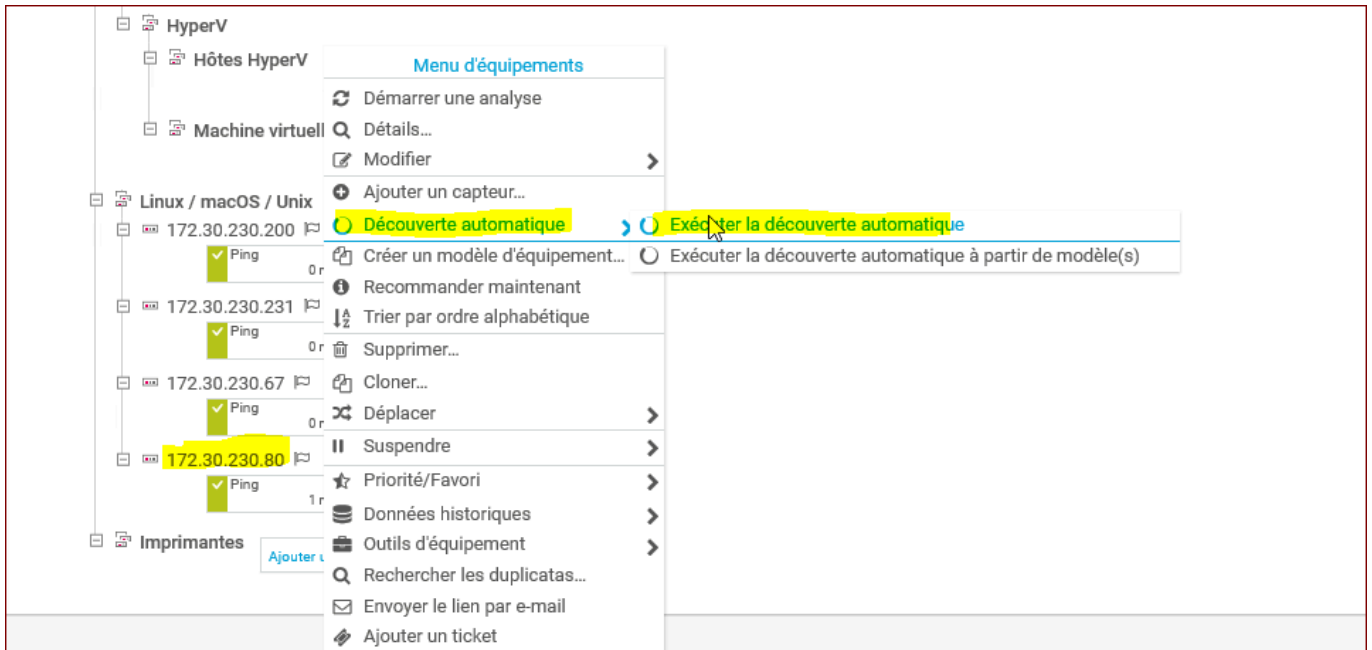 HyperV
Hôtes HyperV
Menu d'équipements
Démarrer une analyse
Machine virtuell
Détails...
Modifier
Ajouter un capteur...
Linux / macOS / Unix
172.30.230.200
Découverte automatique
Exécuter la découverte automatique
Ping
0 r
Créer un modèle d'équipement...
Exécuter la découverte automatique à partir de modèle(s)
Recommander maintenant
172.30.230.231
Trier par ordre alphabétique
Ping
0 r
Supprimer...
172.30.230.67
Cloner...
Ping
0 r
Déplacer
Suspendre
172.30.230.80
Ping
1 r
Priorité/Favori
Données historiques
Imprimantes
Ajouter u
Outils d'équipement
Rechercher les duplicatas...
Envoyer le lien par e-mail
Ajouter un ticket